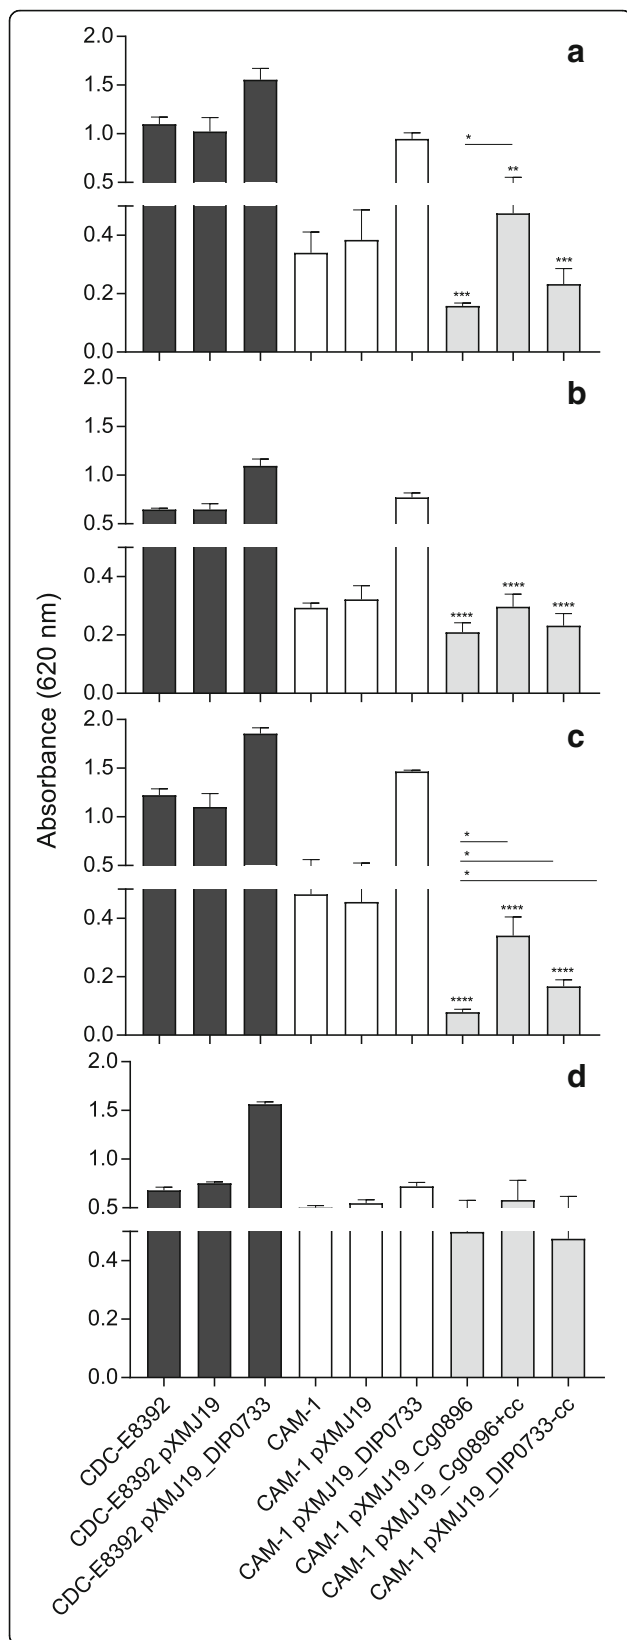 a
2.0
1.5
1.0
*
**
0.5
0.4
***
***
0.2
0.0
b
2.0
1.5
1.0
0.5
0.4
****
****
****
0.2
0.0
Absorbance (620 nm)
c
2.0
1.5
1.0
*
*
0.5
*
0.4
****
****
0.2
****
0.0
d
2.0
1.5
1.0
0.5
0.4
0.2
0.0
CDC-E8392
CDC-E8392 pXMJ19
CDC-E8392 pXMJ19_DIP0733
CAM-1
CAM-1 pXMJ19
CAM-1 pXMJ19_DIP0733
CAM-1 pXMJ19_Cg0896
CAM-1 pXMJ19_Cg0896+cc
CAM-1 pXMJ19_DIP0733-cc